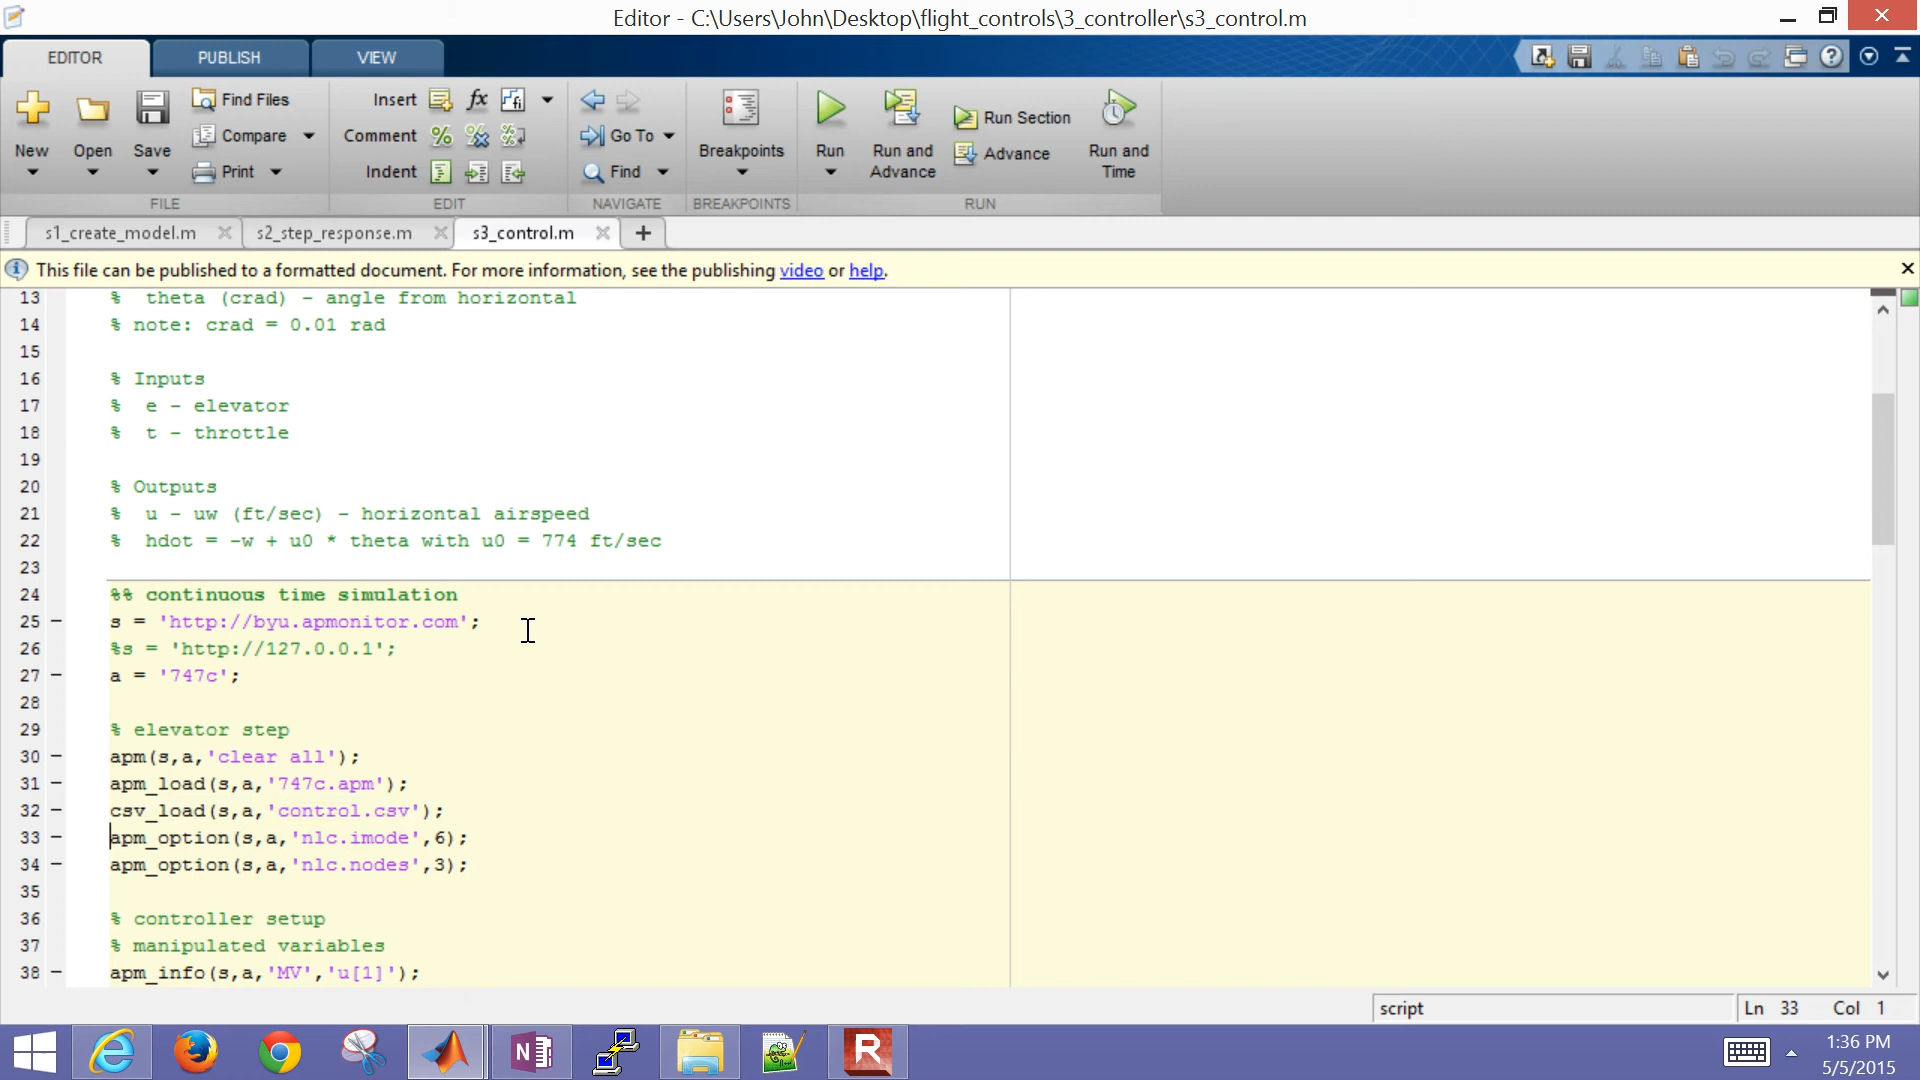 Editor - C:\Users\John\Desktop\flight_controls\3_controller\s3_control.m
EDITOR PUBLISH VIEW
Find Files Insert fx Run Section
Compare Comment Go To
New Open Save Breakpoints Run Run and Advance Advance Run and Time
Print Indent Find
FILE EDIT NAVIGATE BREAKPOINTS RUN
s1_create_model.m s2_step_response.m s3_control.m
This file can be published to a formatted document. For more information, see the publishing video or help.
13 % theta (crad) - angle from horizontal
14 % note: crad = 0.01 rad
15
16 % Inputs
17 % e - elevator
18 % t - throttle
19
20 % Outputs
21 % u - uw (ft/sec) - horizontal airspeed
22 % hdot = -w + u0 * theta with u0 = 774 ft/sec
23
24 %% continuous time simulation
25 - s = 'http://byu.apmonitor.com';
26 %s = 'http://127.0.0.1';
27 - a = '747c';
28
29 % elevator step
30 - apm(s,a,'clear all');
31 - apm_load(s,a,'747c.apm');
32 - csv_load(s,a,'control.csv');
33 - apm_option(s,a,'nlc.imode',6);
34 - apm_option(s,a,'nlc.nodes',3);
35
36 % controller setup
37 % manipulated variables
38 - apm_info(s,a,'MV','u[1]');
script Ln 33 Col 1
1:36 PM
5/5/2015